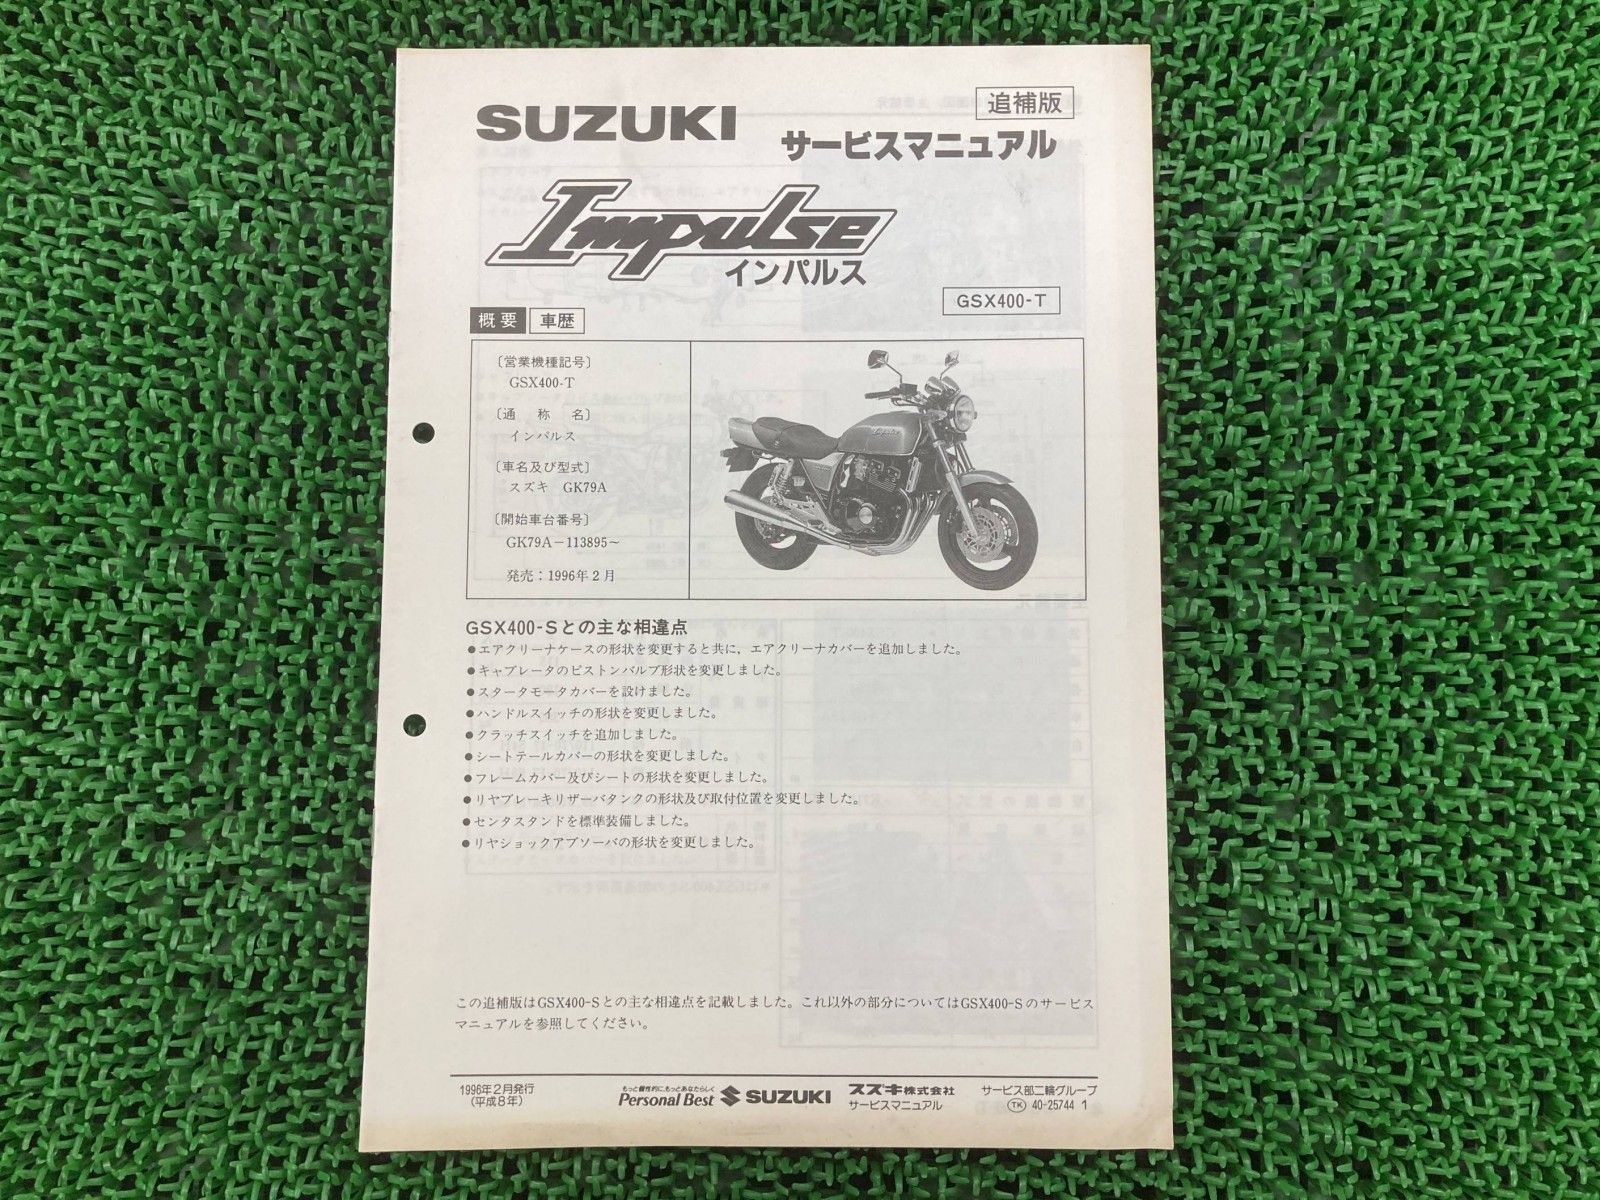 追補版
SUZUKI
サービスマニュアル
Impulse
インパルス
GSX400-T
概要 車歴
〔営業機種記号〕
GSX400-T
〔通 称 名〕
インパルス
〔車名及び型式〕
スズキ GK79A
〔開始車台番号〕
GK79A－113895～
発売：1996年2月
Impulse
GSX400-Sとの主な相違点
●エアクリーナケースの形状を変更すると共に、エアクリーナカバーを追加しました。
●キャブレータのピストンバルブ形状を変更しました。
●スタータモータカバーを設けました。
●ハンドルスイッチの形状を変更しました。
●クラッチスイッチを追加しました。
●シートテールカバーの形状を変更しました。
●フレームカバー及びシートの形状を変更しました。
●リヤブレーキリザーバタンクの形状及び取付位置を変更しました。
●センタスタンドを標準装備しました。
●リヤショックアブソーバの形状を変更しました。
この追補版はGSX400-Sとの主な相違点を記載しました。これ以外の部分についてはGSX400-Sのサービス
マニュアルを参照してください。
1996年2月発行
(平成8年)
もっと個性的に、もっとあなたらしく
Personal Best SUZUKI
スズキ株式会社
サービスマニュアル
サービス部二輪グループ
TK 40-25744 1